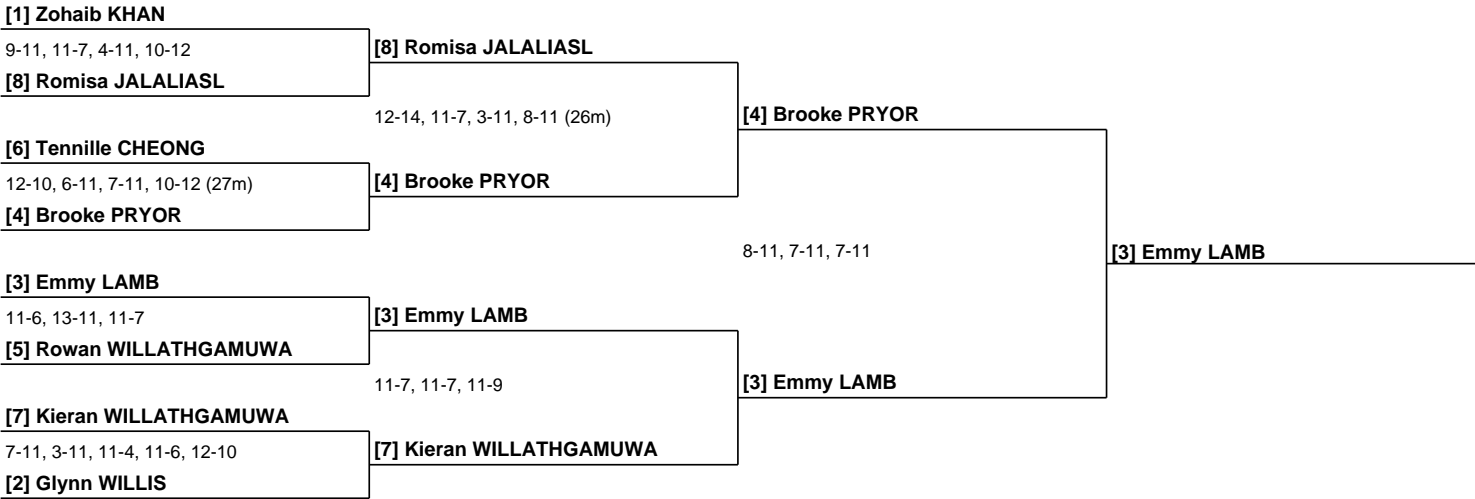 [1] Zohaib KHAN
9-11, 11-7, 4-11, 10-12
[8] Romisa JALALIASL
[8] Romisa JALALIASL
12-14, 11-7, 3-11, 8-11 (26m)
[4] Brooke PRYOR
[6] Tennille CHEONG
12-10, 6-11, 7-11, 10-12 (27m)
[4] Brooke PRYOR
[4] Brooke PRYOR
8-11, 7-11, 7-11
[3] Emmy LAMB
[3] Emmy LAMB
11-6, 13-11, 11-7
[3] Emmy LAMB
[5] Rowan WILLATHGAMUWA
11-7, 11-7, 11-9
[3] Emmy LAMB
[7] Kieran WILLATHGAMUWA
7-11, 3-11, 11-4, 11-6, 12-10
[7] Kieran WILLATHGAMUWA
[2] Glynn WILLIS